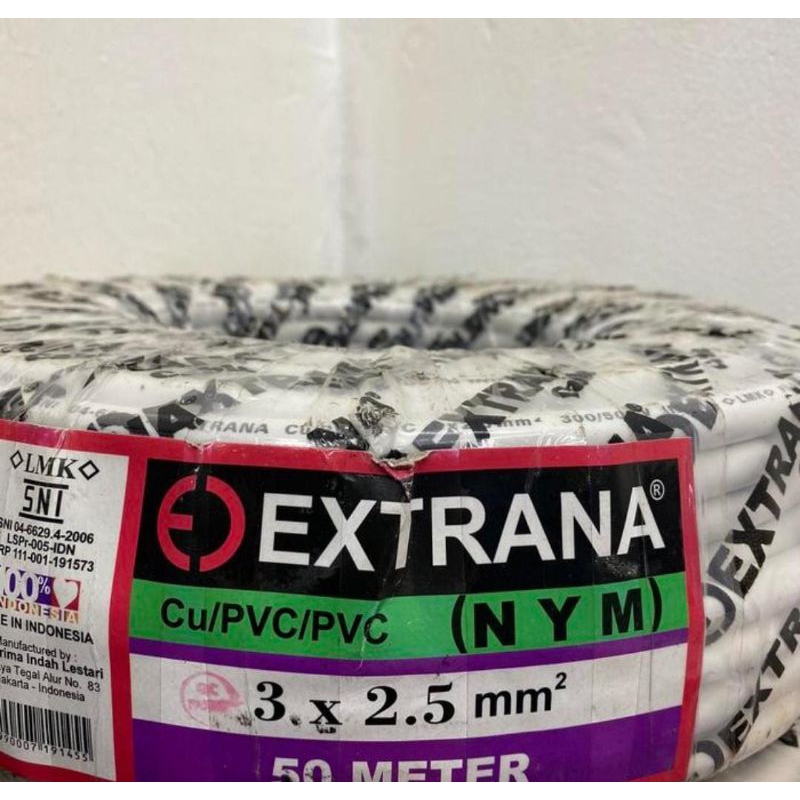 EXTRANA
◊LMK◊
SNI
SNI 04-6629.4-2006
LSPr-005-IDN
RP 111-001-191573
100%
INDONESIA
E IN INDONESIA
Manufactured by :
rima Indah Lestari
ya Tegal Alur No. 83
akarta - Indonesia
90007 191455
EXTRANA®
Cu/PVC/PVC (N Y M)
3 x 2.5 mm²
50 METER
EXTRANA